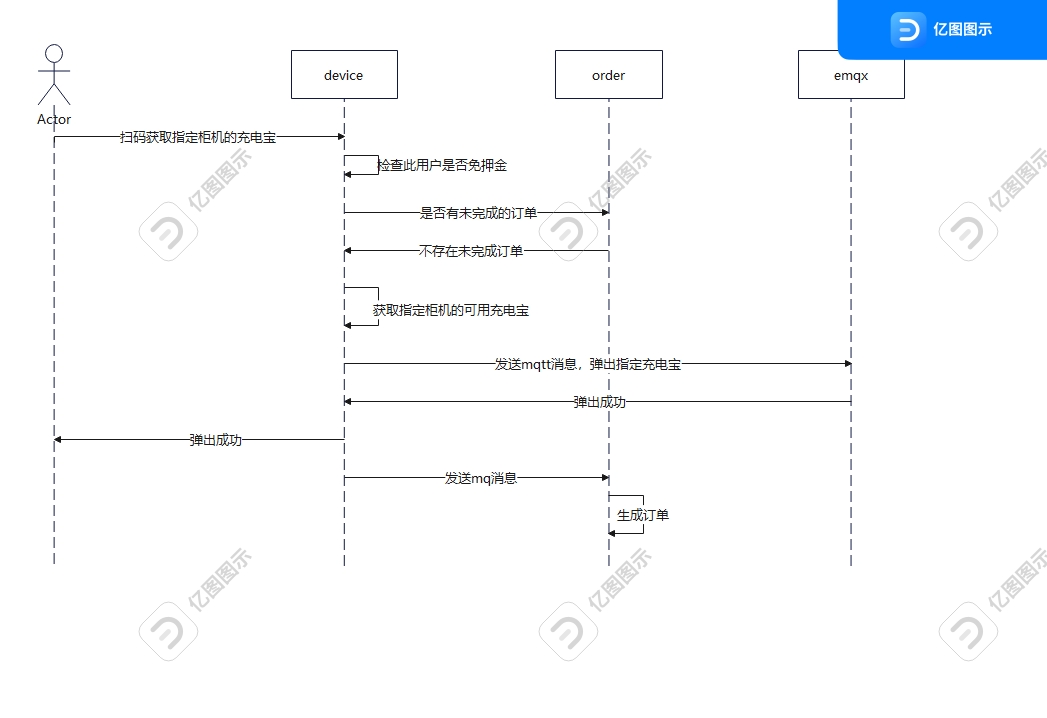 亿图图示
device
order
emqx
Actor
扫码获取指定柜机的充电宝
检查此用户是否免押金
亿图图示
亿图图示
亿图图示
是否有未完成的订单
不存在未完成订单
获取指定柜机的可用充电宝
发送mqtt消息，弹出指定充电宝
弹出成功
弹出成功
发送mq消息
生成订单
亿图图示
亿图图示
亿图图示